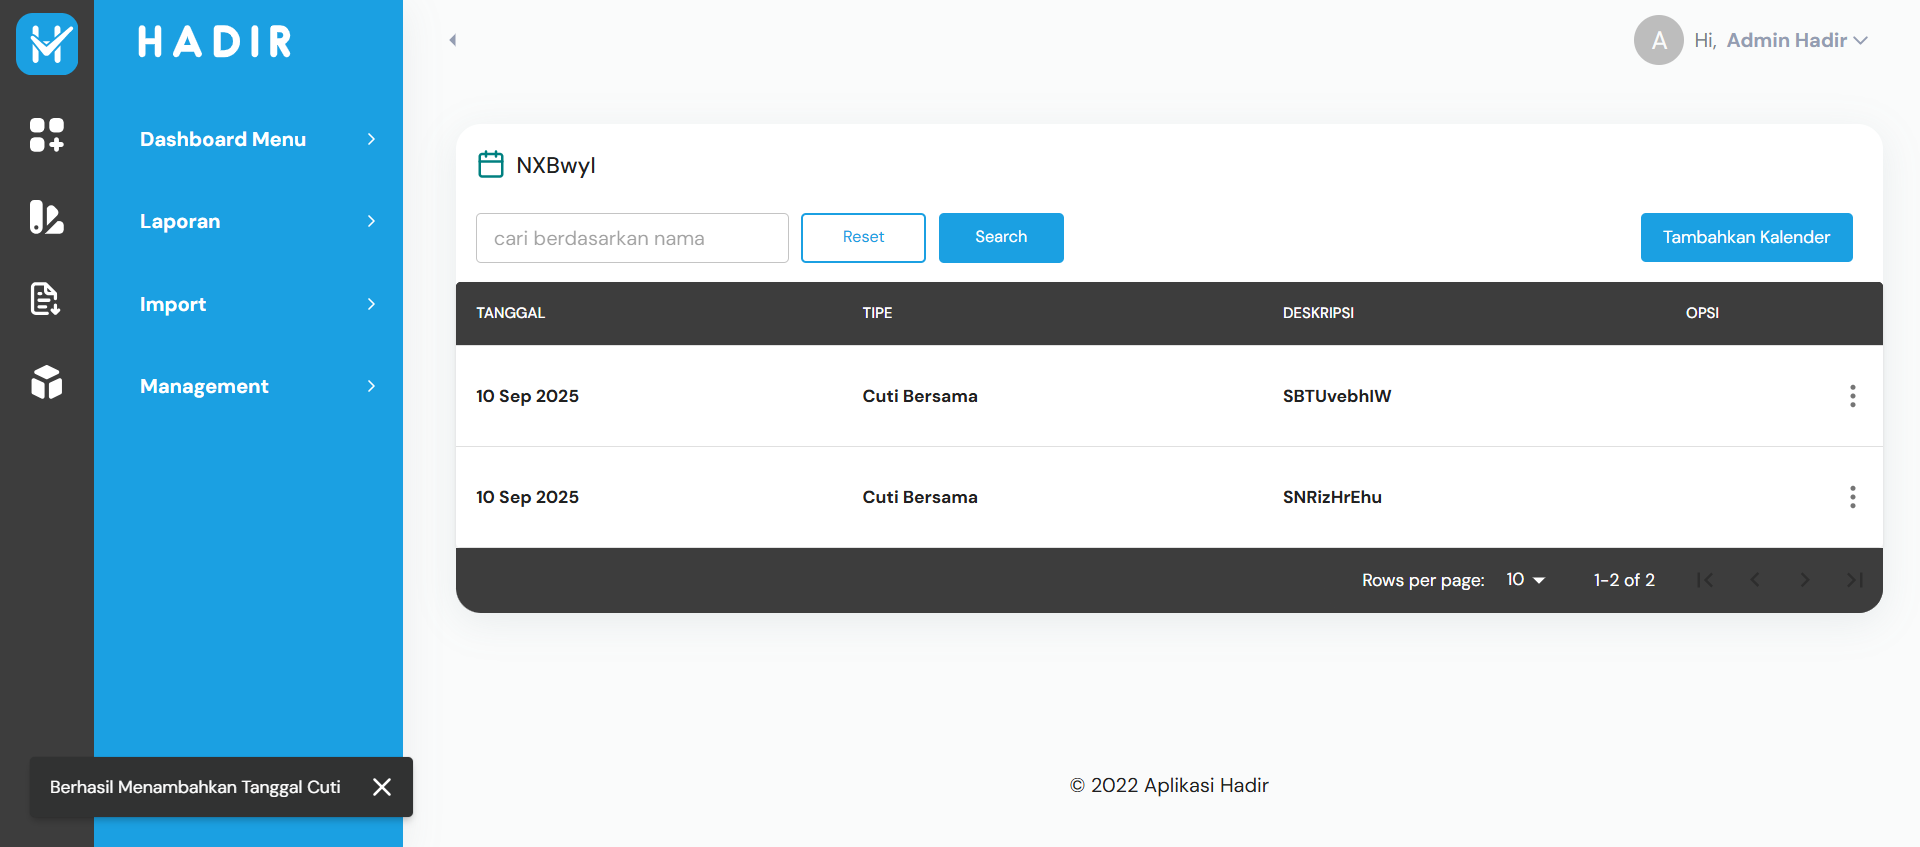 HADIR
A Hi, Admin Hadir
Dashboard Menu
Laporan
Import
Management
NXBwyI
cari berdasarkan nama Reset Search Tambahkan Kalender
TANGGAL TIPE DESKRIPSI OPSI
10 Sep 2025 Cuti Bersama SBTUvebhIW
10 Sep 2025 Cuti Bersama SNRizHrEhu
Rows per page: 10 1-2 of 2
Berhasil Menambahkan Tanggal Cuti
© 2022 Aplikasi Hadir